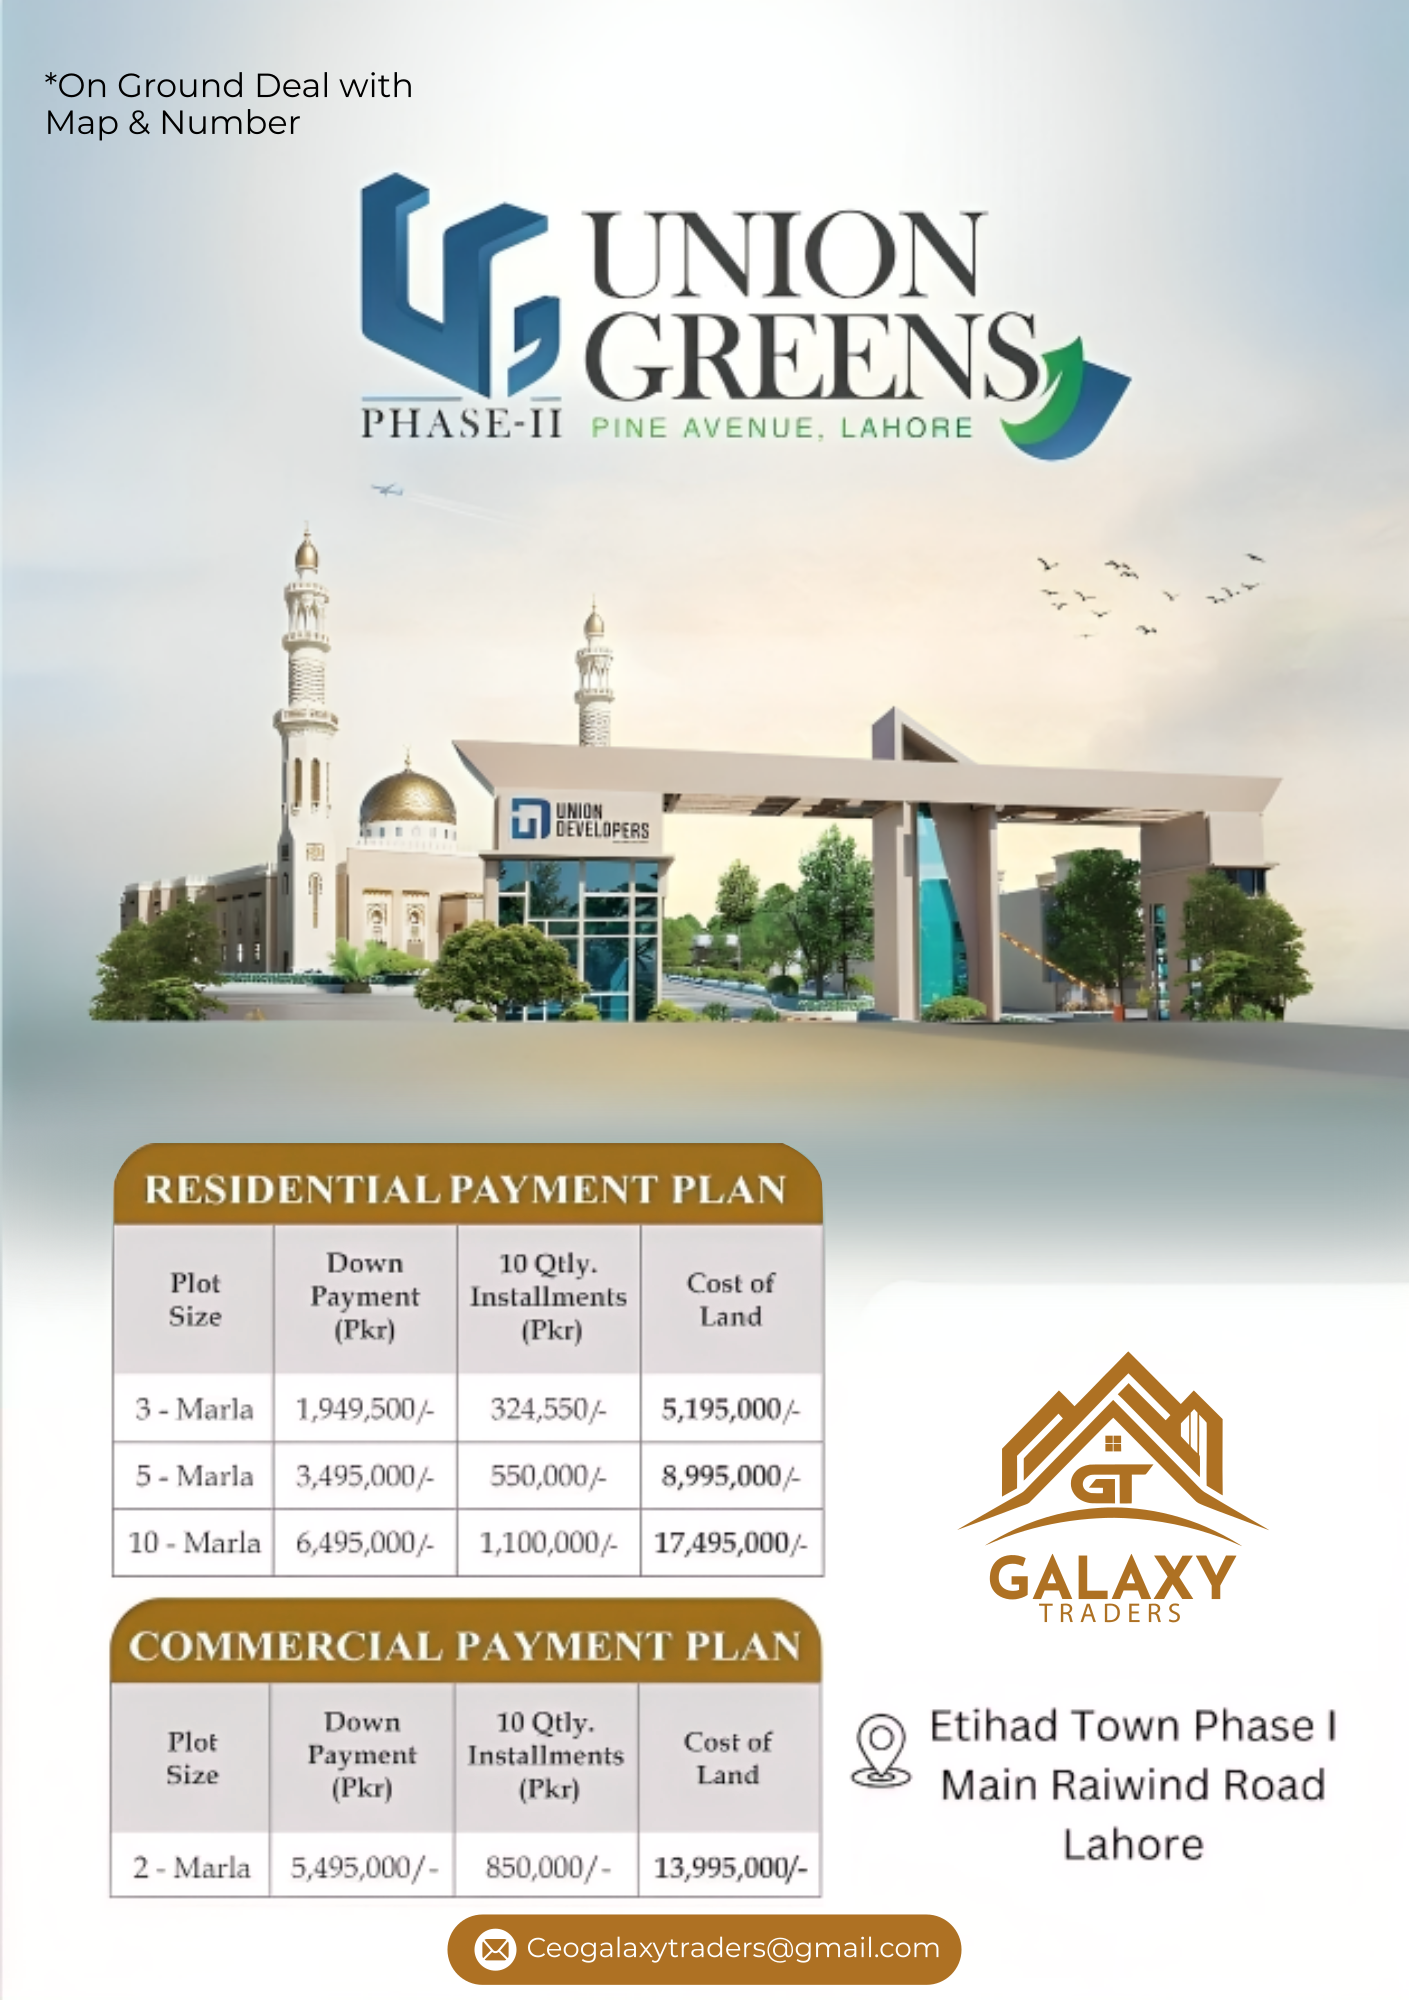 *On Ground Deal with
Map & Number
UNION
GREENS
PHASE-II
PINE AVENUE, LAHORE
UNION
DEVELOPERS
RESIDENTIAL PAYMENT PLAN
Plot Size	Down Payment (Pkr)	10 Qtly. Installments (Pkr)	Cost of Land
3 - Marla	1,949,500/-	324,550/-	5,195,000/-
5 - Marla	3,495,000/-	550,000/-	8,995,000/-
10 - Marla	6,495,000/-	1,100,000/-	17,495,000/-
COMMERCIAL PAYMENT PLAN
Plot Size	Down Payment (Pkr)	10 Qtly. Installments (Pkr)	Cost of Land
2 - Marla	5,495,000/-	850,000/-	13,995,000/-
GT
GALAXY
TRADERS
Etihad Town Phase I
Main Raiwind Road
Lahore
Ceogalaxytraders@gmail.com